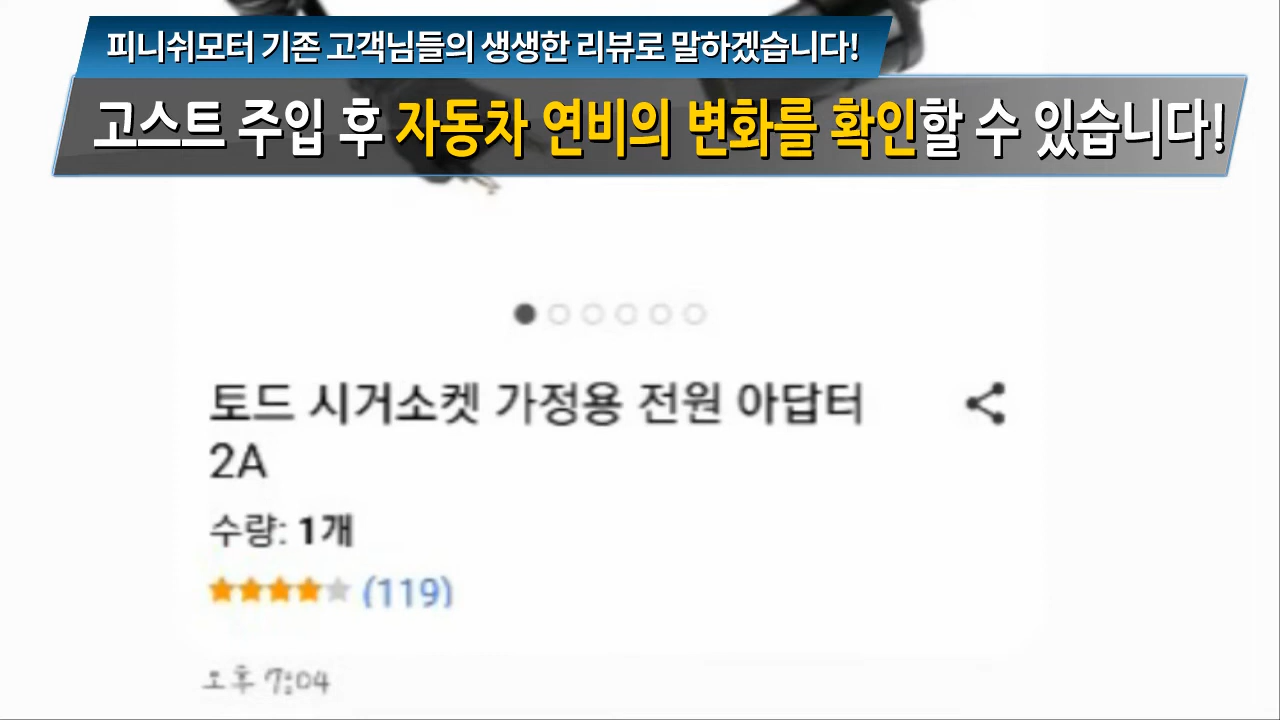 피니쉬모터 기존 고객님들의 생생한 리뷰로 말하겠습니다!
고스트 주입 후 자동차 연비의 변화를 확인할 수 있습니다!
토드 시거소켓 가정용 전원 아답터
2A
수량: 1개
(119)
오후 7:04